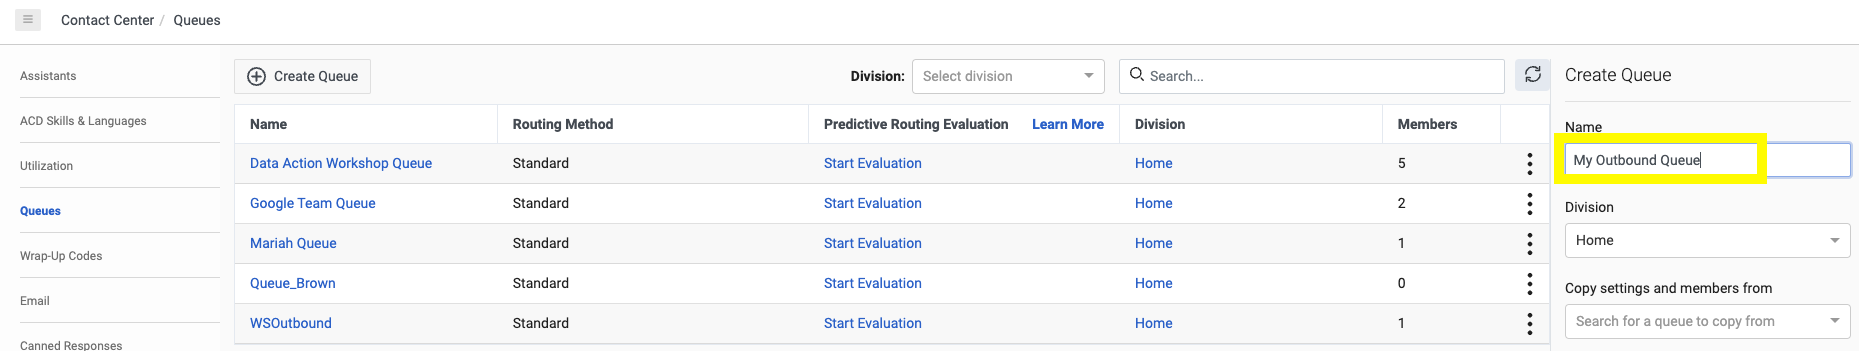 Contact Center / Queues
Assistants
ACD Skills & Languages
Utilization
Queues
Wrap-Up Codes
Email
Canned Responses
Create Queue
Division: Select division
Search...
Name Routing Method Predictive Routing Evaluation Learn More Division Members
Data Action Workshop Queue Standard Start Evaluation Home 5
Google Team Queue Standard Start Evaluation Home 2
Mariah Queue Standard Start Evaluation Home 1
Queue_Brown Standard Start Evaluation Home 0
WSOutbound Standard Start Evaluation Home 1
Create Queue
Name
My Outbound Queue
Division
Home
Copy settings and members from
Search for a queue to copy from